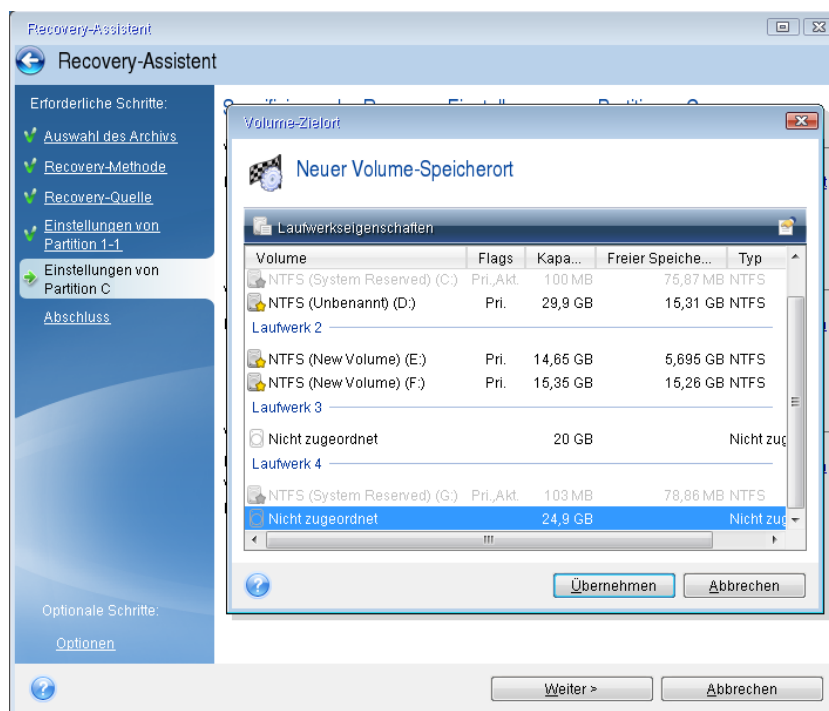 Recovery-Assistent
Recovery-Assistent
Erforderliche Schritte:
Auswahl des Archivs
Recovery-Methode
Recovery-Quelle
Einstellungen von
Partition 1-1
Einstellungen von
Partition C
Abschluss
Optionale Schritte:
Optionen
Volume-Zielort
Neuer Volume-Speicherort
Laufwerkseigenschaften
Volume Flags Kapa... Freier Speiche... Typ
NTFS (System Reserved) (C:) Pri.,Akt. 100 MB 75,87 MB NTFS
NTFS (Unbenannt) (D:) Pri. 29,9 GB 15,31 GB NTFS
Laufwerk 2
NTFS (New Volume) (E:) Pri. 14,65 GB 5,695 GB NTFS
NTFS (New Volume) (F:) Pri. 15,35 GB 15,26 GB NTFS
Laufwerk 3
Nicht zugeordnet 20 GB Nicht zug
Laufwerk 4
NTFS (System Reserved) (G:) Pri.,Akt. 103 MB 78,86 MB NTFS
Nicht zugeordnet 24,9 GB Nicht zug
Übernehmen Abbrechen
Weiter > Abbrechen